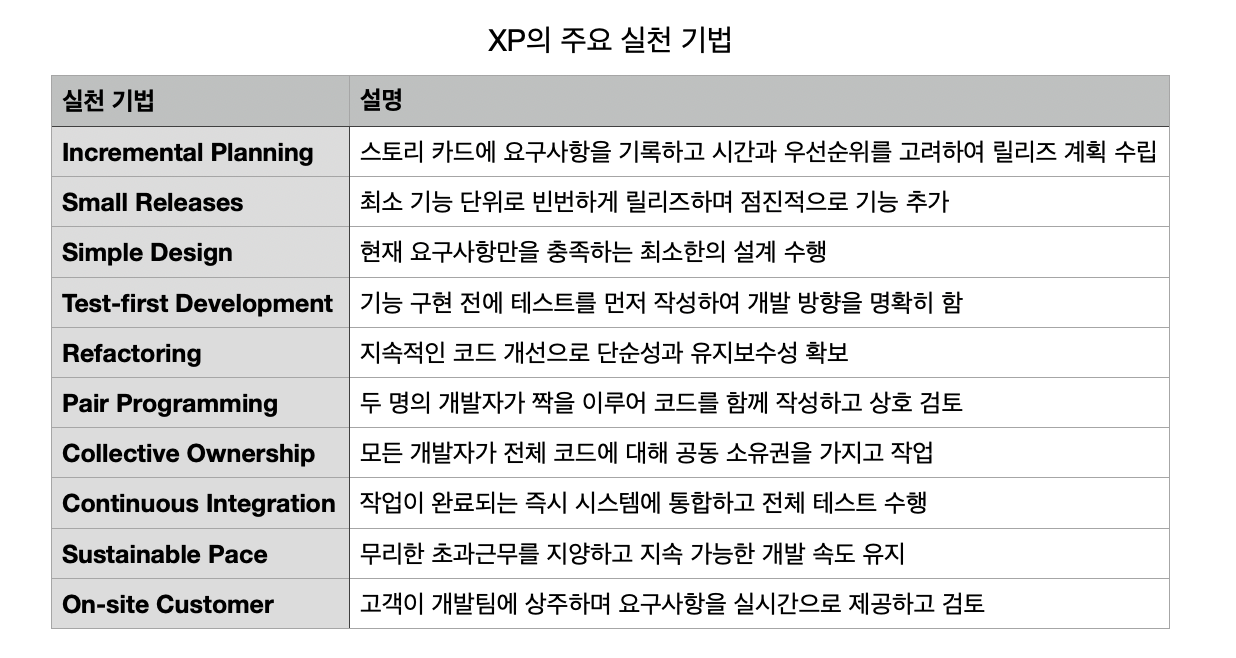 XP의 주요 실천 기법
실천 기법 설명
Incremental Planning 스토리 카드에 요구사항을 기록하고 시간과 우선순위를 고려하여 릴리즈 계획 수립
Small Releases 최소 기능 단위로 빈번하게 릴리즈하며 점진적으로 기능 추가
Simple Design 현재 요구사항만을 충족하는 최소한의 설계 수행
Test-first Development 기능 구현 전에 테스트를 먼저 작성하여 개발 방향을 명확히 함
Refactoring 지속적인 코드 개선으로 단순성과 유지보수성 확보
Pair Programming 두 명의 개발자가 짝을 이루어 코드를 함께 작성하고 상호 검토
Collective Ownership 모든 개발자가 전체 코드에 대해 공동 소유권을 가지고 작업
Continuous Integration 작업이 완료되는 즉시 시스템에 통합하고 전체 테스트 수행
Sustainable Pace 무리한 초과근무를 지양하고 지속 가능한 개발 속도 유지
On-site Customer 고객이 개발팀에 상주하며 요구사항을 실시간으로 제공하고 검토